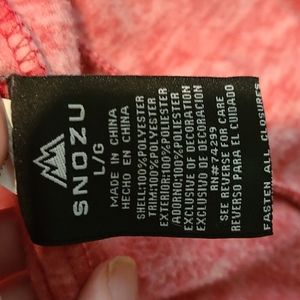 SNOZU
L/G
MADE IN CHINA
HECHO EN CHINA
SHELL:100%POLYESTER
TRIM:100%POLYESTER
EXTERIOR:100%POLIESTER
/ADORNO:100%POLIESTER
EXCLUSIVE OF DECORATION
EXCLUSIVO DE DECORACION
RN#74299
SEE REVERSE FOR CARE
REVERSO PARA EL CUIDADO
FASTEN ALL CLOSURES